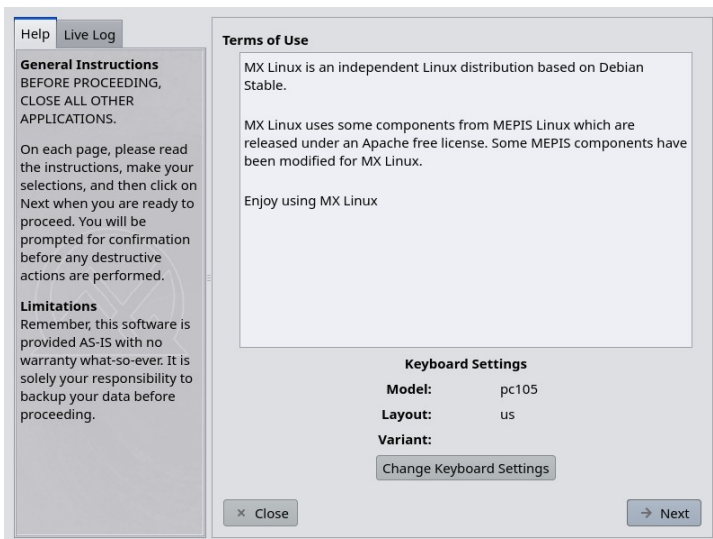 Help
Live Log
General Instructions
BEFORE PROCEEDING,
CLOSE ALL OTHER
APPLICATIONS.
On each page, please read
the instructions, make your
selections, and then click on
Next when you are ready to
proceed. You will be
prompted for confirmation
before any destructive
actions are performed.
Limitations
Remember, this software is
provided AS-IS with no
warranty what-so-ever. It is
solely your responsibility to
backup your data before
proceeding.
Terms of Use
MX Linux is an independent Linux distribution based on Debian
Stable.
MX Linux uses some components from MEPIS Linux which are
released under an Apache free license. Some MEPIS components have
been modified for MX Linux.
Enjoy using MX Linux
Keyboard Settings
Model: pc105
Layout: us
Variant:
Change Keyboard Settings
Close
Next